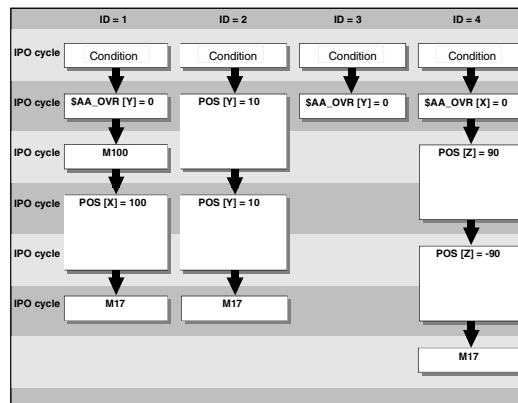 ID = 1 ID = 2 ID = 3 ID = 4
IPO cycle Condition Condition Condition Condition
IPO cycle $AA_OVR [Y] = 0 POS [Y] = 10 $AA_OVR [Y] = 0 $AA_OVR [X] = 0
IPO cycle M100 POS [Z] = 90
IPO cycle POS [X] = 100 POS [Y] = 10
IPO cycle POS [Z] = -90
IPO cycle M17 M17
M17